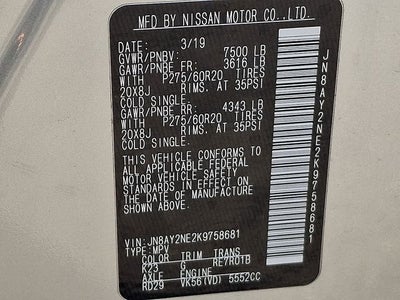 MFD BY NISSAN MOTOR CO.,LTD.
DATE: 3/19
GVWR/PNBV: 7500 LB
GAWR/PNBE FR: 3616 LB
WITH P275/60R20 TIRES
20X8J RIMS. AT 35PSI
COLD SINGLE.
GAWR/PNBE RR: 4343 LB
WITH P275/60R20 TIRES
20X8J RIMS. AT 35PSI
COLD SINGLE.
THIS VEHICLE CONFORMS TO
ALL APPLICABLE FEDERAL
MOTOR VEHICLE SAFETY
STANDARDS IN EFFECT ON
THE DATE OF MANUFACTURE
SHOWN ABOVE.
VIN:JN8AY2NE2K9758681
TYPE:MPV
COLOR TRIM TRANS
K23 G RE7R01B
AXLE ENGINE
RD29 VK56(VD) 5552CC
JN8AY2NE2K9758681